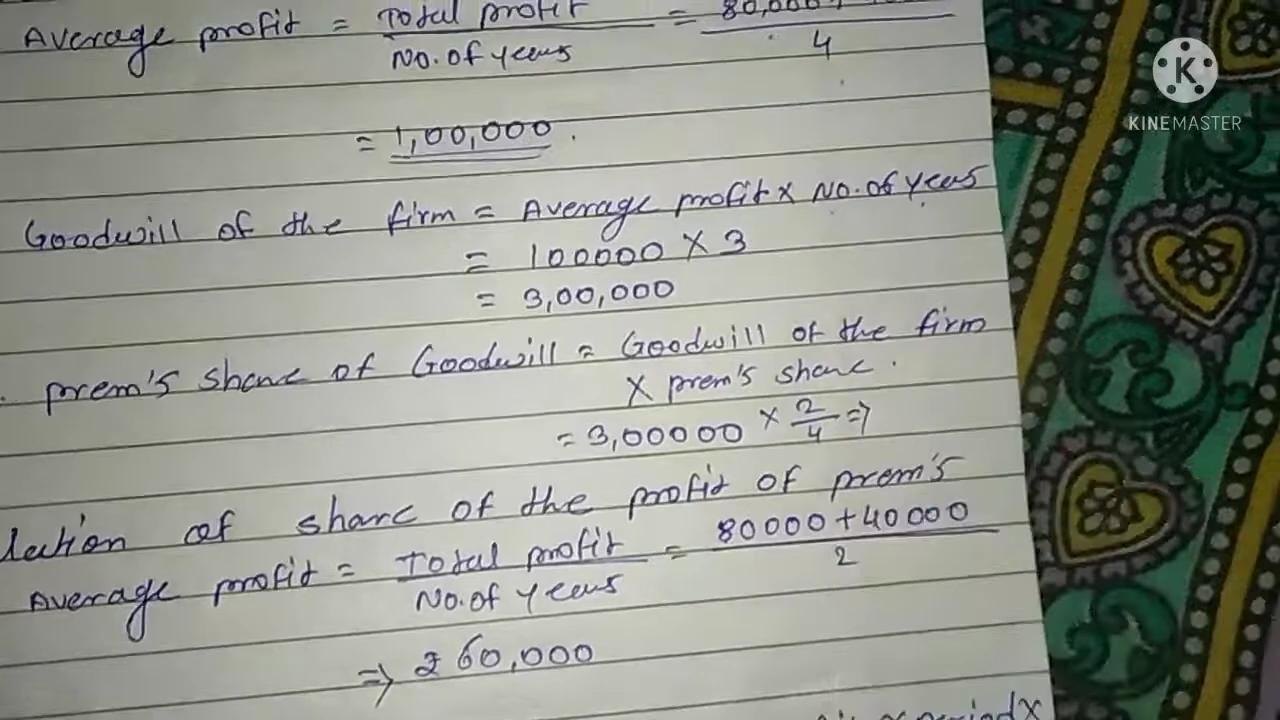 Average profit = Total profit / No. of years = 80,000 / 4
= 1,00,000.
Goodwill of the firm = Average profit x No. of years
= 100000 x 3
= 3,00,000
prem's share of Goodwill = Goodwill of the firm
x prem's share.
= 3,00000 x 2/4 =>
lation of share of the profit of prem's
Average profit = Total profit / No. of years = 80000 + 40000 / 2
=> ₹ 60,000
KINEMASTER